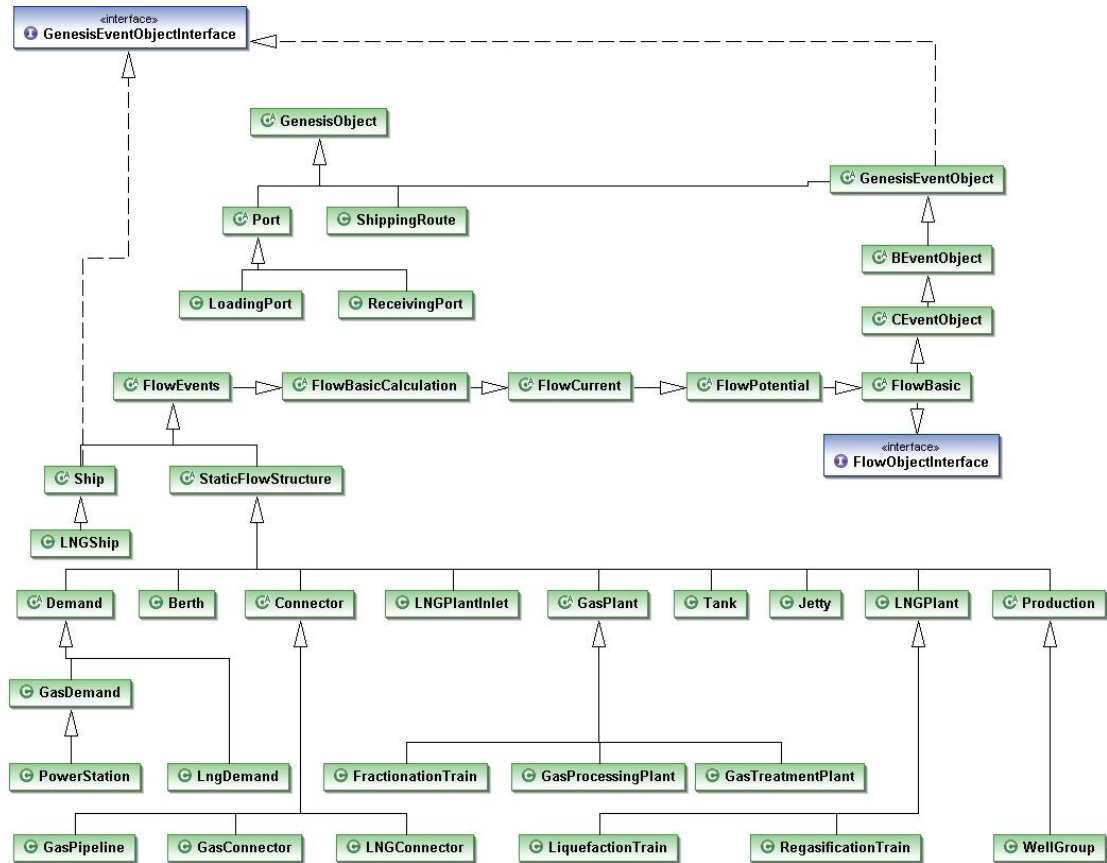 «interface»
GenesisEventObjectInterface
GenesisObject
GenesisEventObject
Port
ShippingRoute
BEventObject
LoadingPort
ReceivingPort
CEventObject
FlowEvents
FlowBasicCalculation
FlowCurrent
FlowPotential
FlowBasic
«interface»
FlowObjectInterface
Ship
StaticFlowStructure
LNGShip
Demand
Berth
Connector
LNGPlantInlet
GasPlant
Tank
Jetty
LNGPlant
Production
GasDemand
PowerStation
LngDemand
FractionationTrain
GasProcessingPlant
GasTreatmentPlant
GasPipeline
GasConnector
LNGConnector
LiquefactionTrain
RegasificationTrain
WellGroup